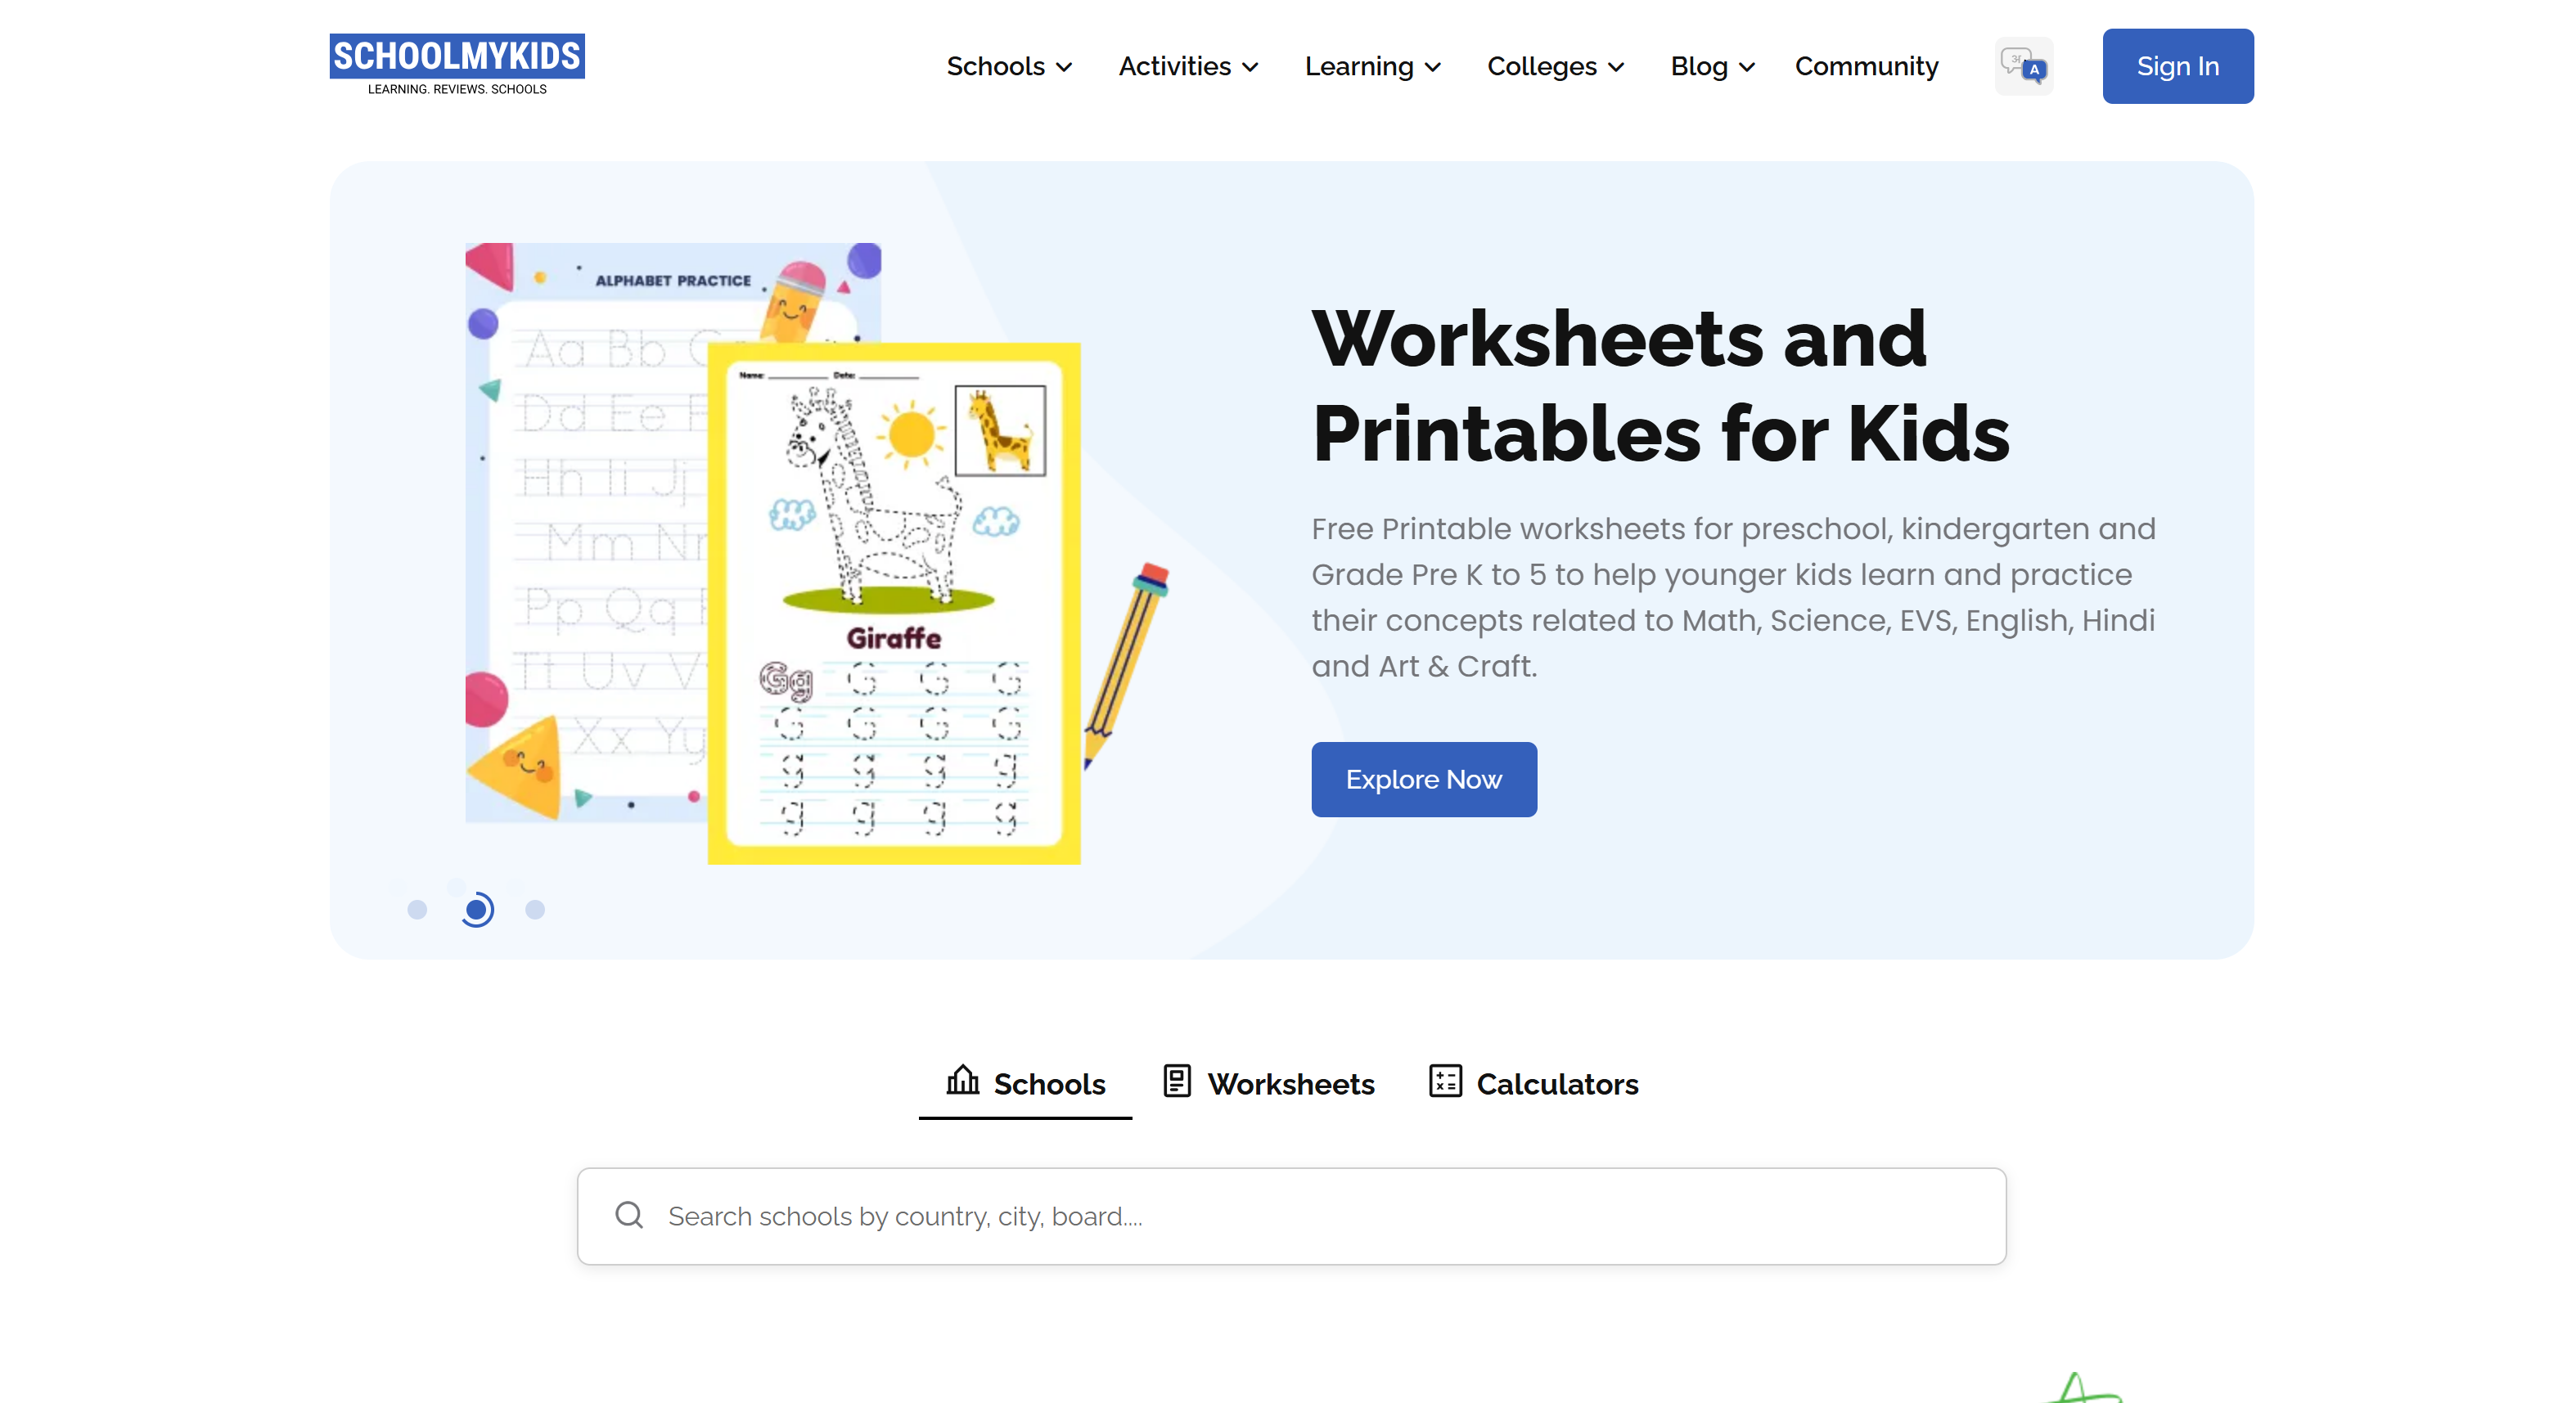 SCHOOLMYKIDS
LEARNING. REVIEWS. SCHOOLS
Schools
Activities
Learning
Colleges
Blog
Community
A
Sign In
ALPHABET PRACTICE
Aa Bb C
Dd Ee F
Hh Ii Jj
Mm Nn
Pp Qq
Tt Uv V
Xx Yy
Name: Date:
Giraffe
Gg G G G
G G G G
g g g g
g g g g
Worksheets and
Printables for Kids
Free Printable worksheets for preschool, kindergarten and
Grade Pre K to 5 to help younger kids learn and practice
their concepts related to Math, Science, EVS, English, Hindi
and Art & Craft.
Explore Now
Schools
Worksheets
Calculators
Search schools by country, city, board....